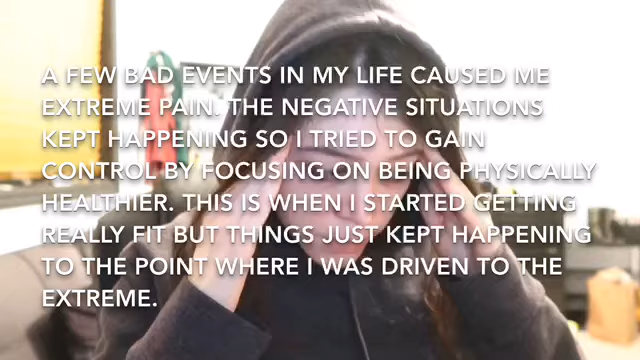 A FEW BAD EVENTS IN MY LIFE CAUSED ME
EXTREME PAIN. THE NEGATIVE SITUATIONS
KEPT HAPPENING SO I TRIED TO GAIN
CONTROL BY FOCUSING ON BEING PHYSICALLY
HEALTHIER. THIS IS WHEN I STARTED GETTING
REALLY FIT BUT THINGS JUST KEPT HAPPENING
TO THE POINT WHERE I WAS DRIVEN TO THE
EXTREME.